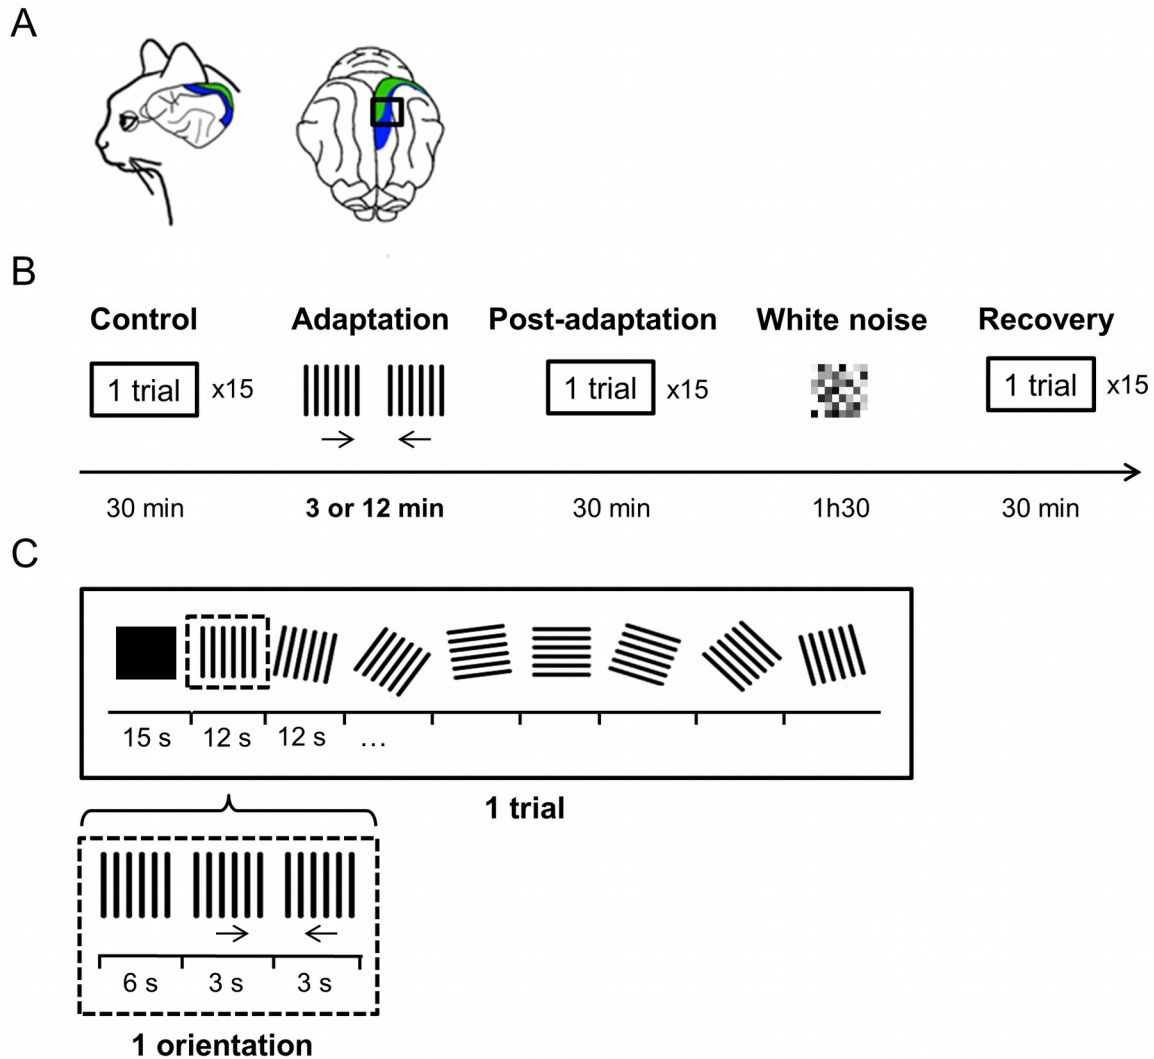 A
B
Control Adaptation Post-adaptation White noise Recovery
1 trial x15 1 trial x15 1 trial x15
30 min 3 or 12 min 30 min 1h30 30 min
C
15 s 12 s 12 s ...
1 trial
6 s 3 s 3 s
1 orientation